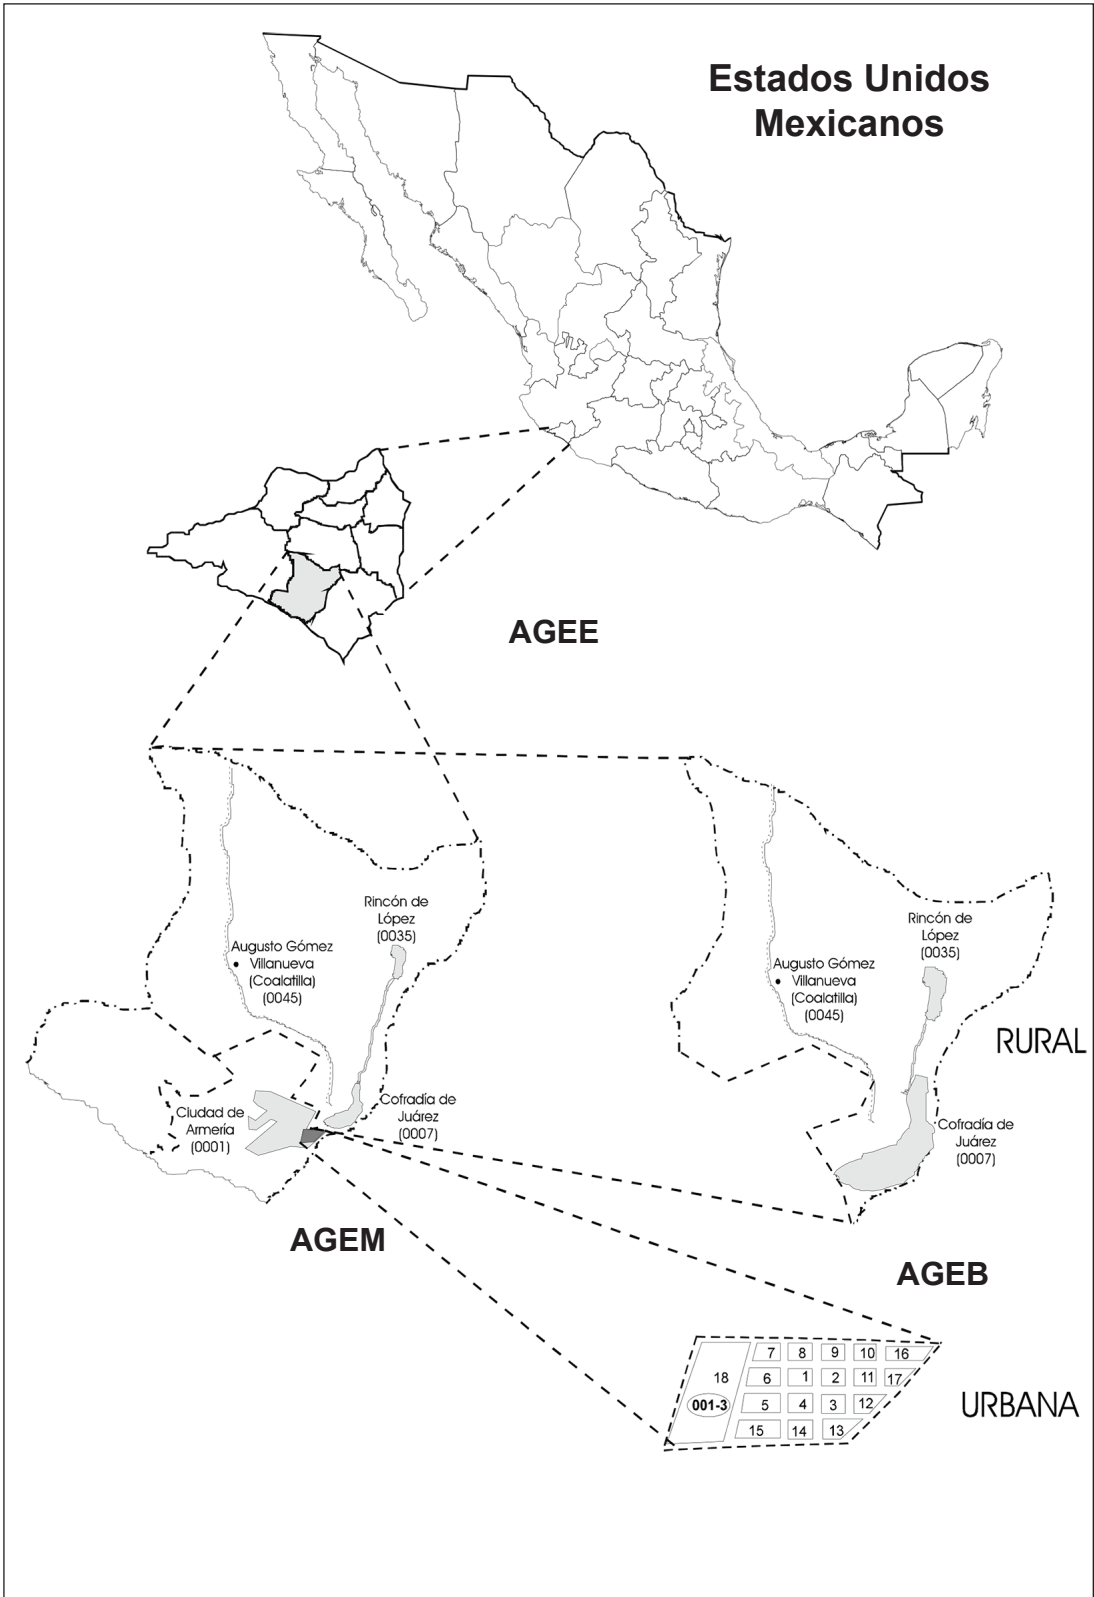 Estados Unidos
Mexicanos
AGEE
Rincón de
López
(0035)
Augusto Gómez
Villanueva
(Coalatilla)
(0045)
Ciudad de
Armería
(0001)
Cofradía de
Juárez
(0007)
AGEM
Rincón de
López
(0035)
Augusto Gómez
Villanueva
(Coalatilla)
(0045)
RURAL
Cofradía de
Juárez
(0007)
AGEB
7 8 9 10 16
18 6 1 2 11 17
001-3 5 4 3 12
15 14 13
URBANA